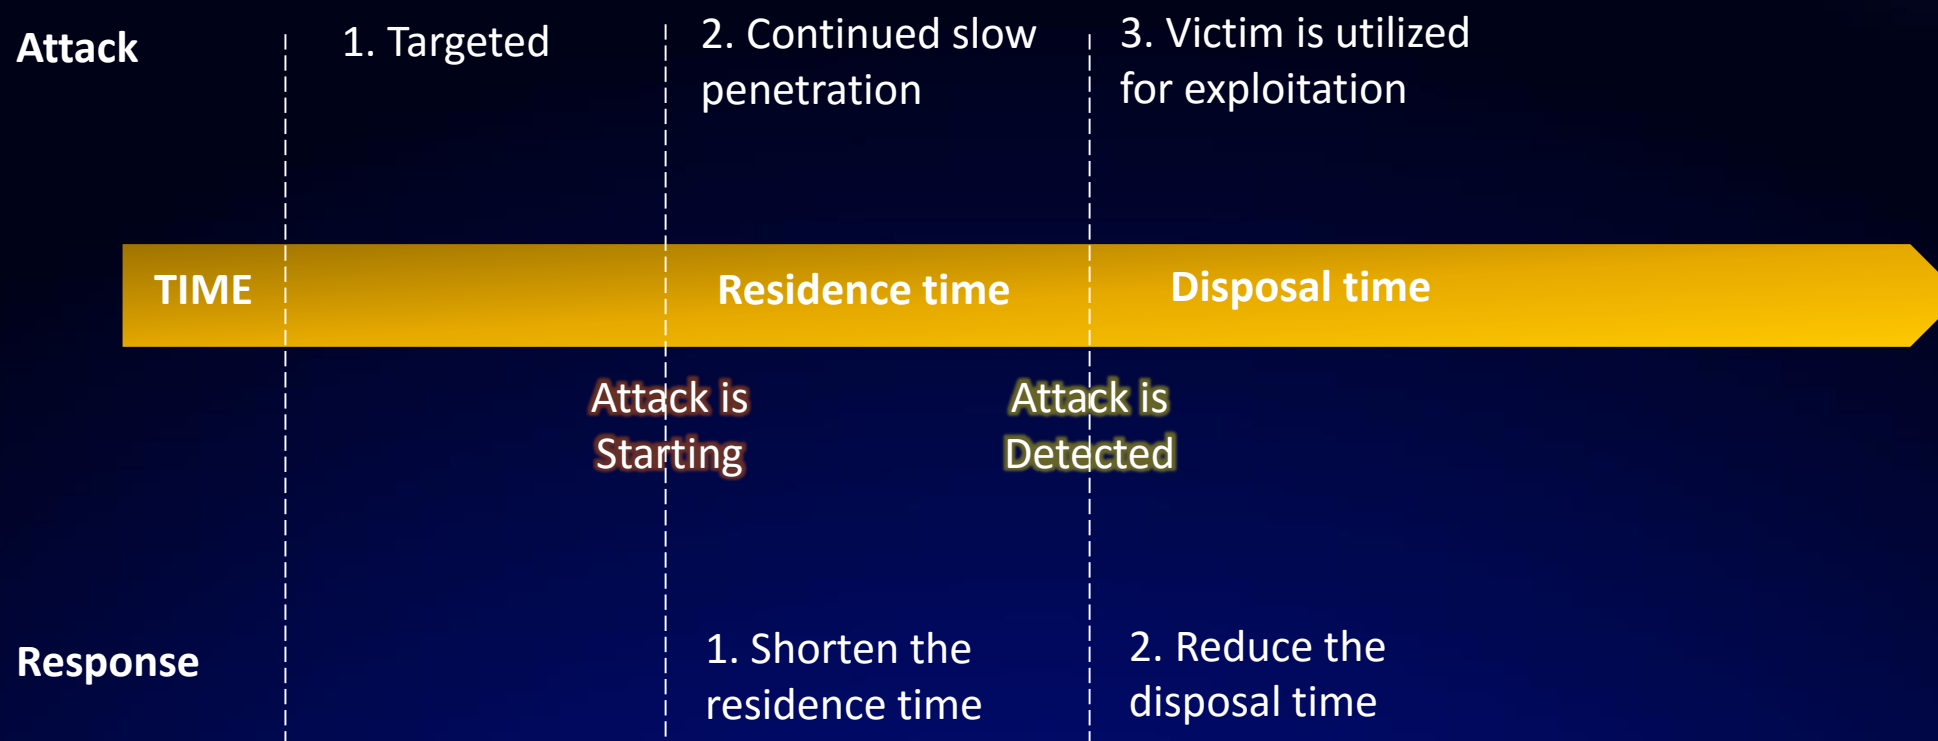 Attack
1. Targeted
2. Continued slow
penetration
3. Victim is utilized
for exploitation
TIME
Residence time
Disposal time
Attack is
Starting
Attack is
Detected
Response
1. Shorten the
residence time
2. Reduce the
disposal time